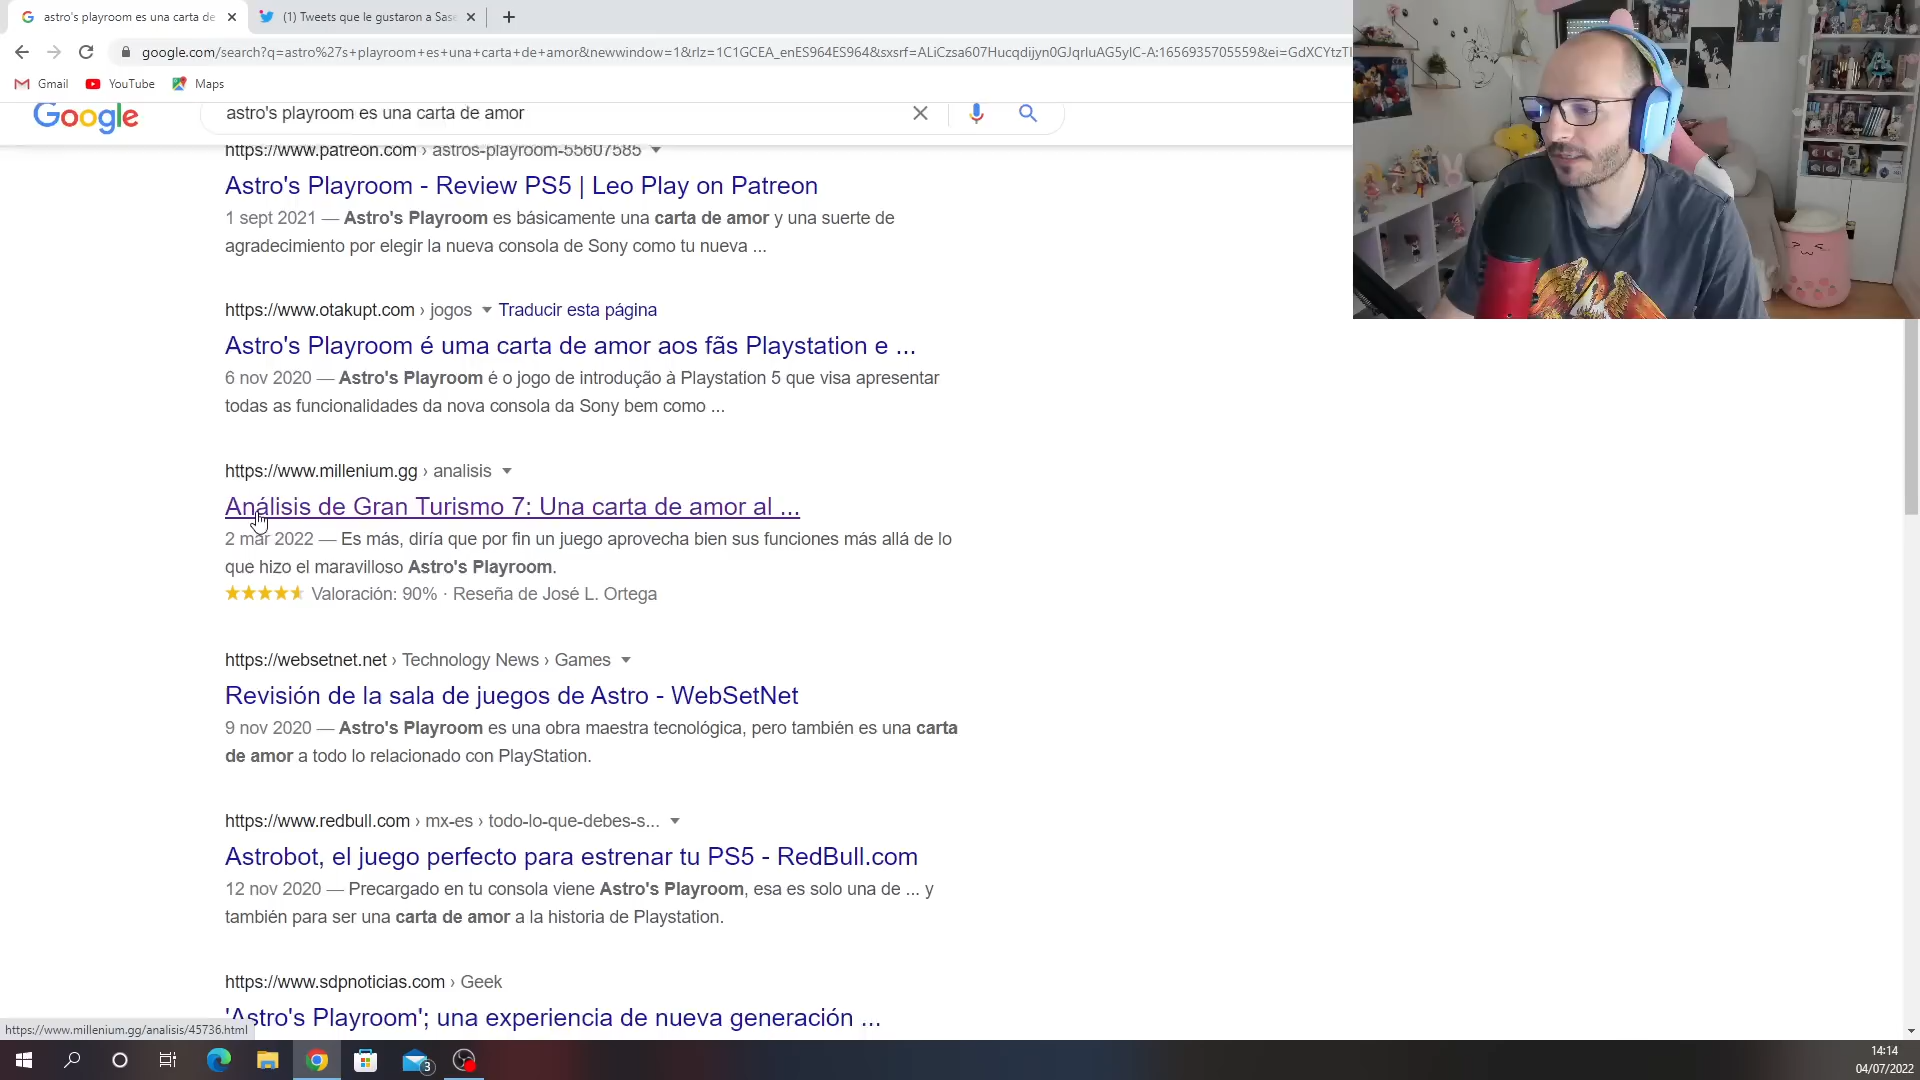 astro's playroom es una carta de
(1) Tweets que le gustaron a Sase
google.com/search?q=astro%27s+playroom+es+una+carta+de+amor&newwindow=1&rlz=1C1GCEA_enES964ES964&sxsrf=ALiCzsa607Hucqdijyn0GJqrluAG5yIC-A:1656935705559&ei=GdXCYtzTI
Gmail
YouTube
Maps
Google
astro's playroom es una carta de amor
https://www.patreon.com › astros-playroom-55607585
Astro's Playroom - Review PS5 | Leo Play on Patreon
1 sept 2021 — Astro's Playroom es básicamente una carta de amor y una suerte de
agradecimiento por elegir la nueva consola de Sony como tu nueva ...
https://www.otakupt.com › jogos Traducir esta página
Astro's Playroom é uma carta de amor aos fãs Playstation e ...
6 nov 2020 — Astro's Playroom é o jogo de introdução à Playstation 5 que visa apresentar
todas as funcionalidades da nova consola da Sony bem como ...
https://www.millenium.gg › analisis
Análisis de Gran Turismo 7: Una carta de amor al ...
2 mar 2022 — Es más, diría que por fin un juego aprovecha bien sus funciones más allá de lo
que hizo el maravilloso Astro's Playroom.
Valoración: 90% · Reseña de José L. Ortega
https://websetnet.net › Technology News › Games
Revisión de la sala de juegos de Astro - WebSetNet
9 nov 2020 — Astro's Playroom es una obra maestra tecnológica, pero también es una carta
de amor a todo lo relacionado con PlayStation.
https://www.redbull.com › mx-es › todo-lo-que-debes-s...
Astrobot, el juego perfecto para estrenar tu PS5 - RedBull.com
12 nov 2020 — Precargado en tu consola viene Astro's Playroom, esa es solo una de ... y
también para ser una carta de amor a la historia de Playstation.
https://www.sdpnoticias.com › Geek
'Astro's Playroom'; una experiencia de nueva generación ...
https://www.millenium.gg/analisis/45736.html
3
14:14
04/07/2022